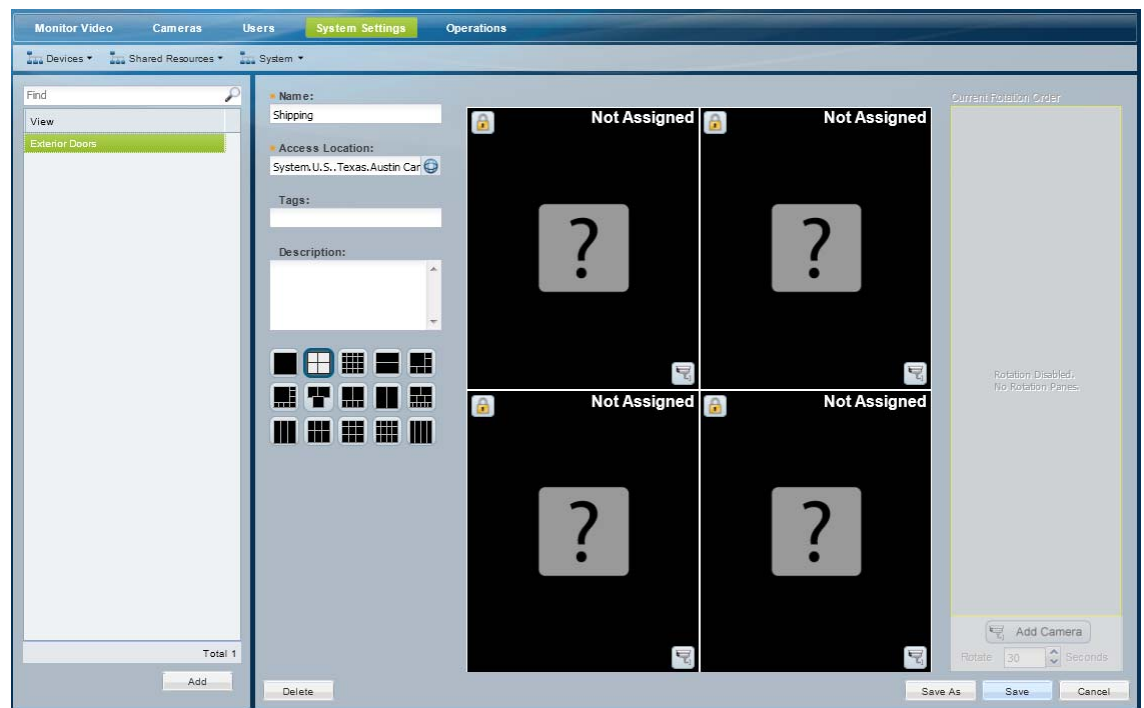 Monitor Video Cameras Users System Settings Operations
Devices Shared Resources System
Find
View
Exterior Doors
Total 1
Add
* Name:
Shipping
* Access Location:
System.U.S..Texas.Austin Car
Tags:
Description:
Not Assigned
Not Assigned
?
?
Not Assigned
Not Assigned
?
?
Current Rotation Order
Rotation Disabled.
No Rotation Panes.
Add Camera
Rotate 30 Seconds
Delete
Save As Save Cancel